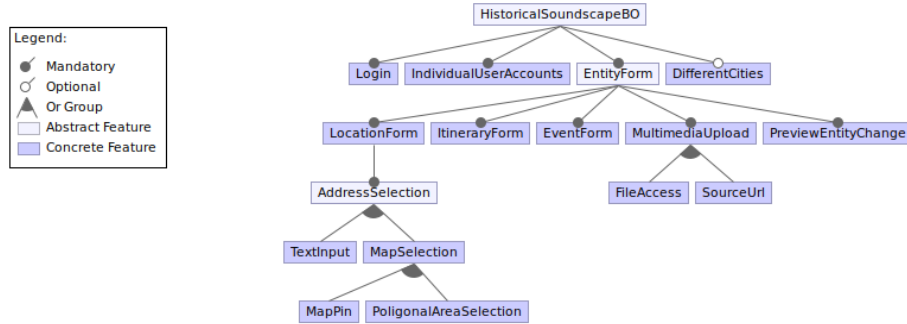 HistoricalSoundscapeBO
Legend:
Mandatory
Optional
Or Group
Abstract Feature
Concrete Feature
Login
IndividualUserAccounts
EntityForm
DifferentCities
LocationForm
ItineraryForm
EventForm
MultimediaUpload
PreviewEntityChange
AddressSelection
FileAccess
SourceUrl
TextInput
MapSelection
MapPin
PoligonalAreaSelection